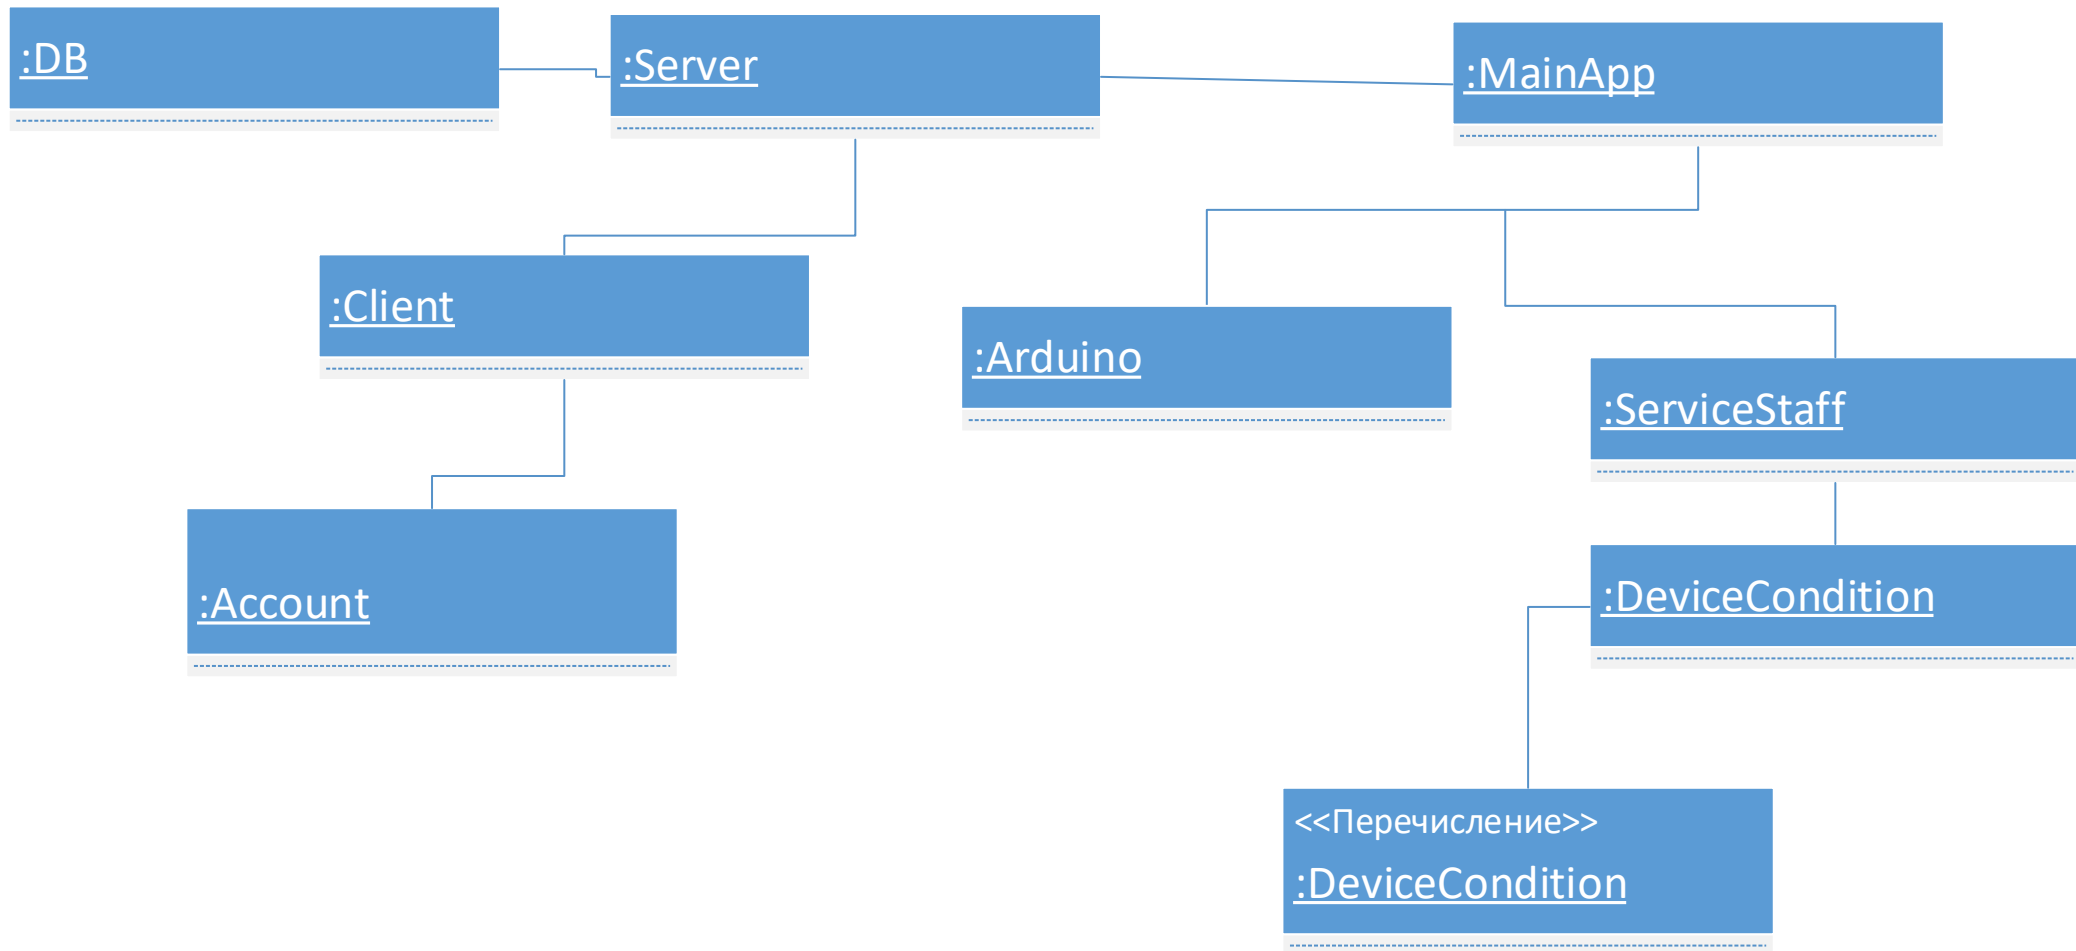 :DB
:Server
:MainApp
:Client
:Arduino
:ServiceStaff
:Account
:DeviceCondition
<<Перечисление>>
:DeviceCondition